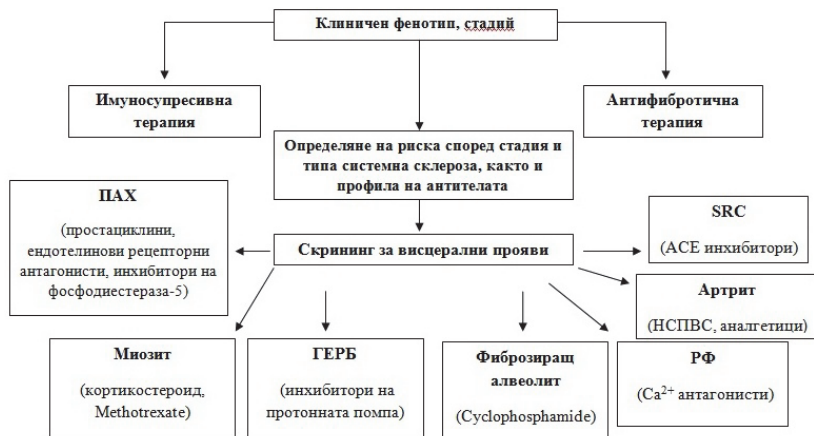 Клиничен фенотип, стадий
Имуносупресивна
терапия
Антифибротична
терапия
Определяне на риска според стадия и
типа системна склероза, както и
профила на антителата
ПАХ
(простациклини,
ендотелинови рецепторни
антагонисти, инхибитори на
фосфодиестераза-5)
Скрининг за висцерални прояви
SRC
(ACE инхибитори)
Артрит
(НСПВС, аналгетици)
Миозит
(кортикостероид,
Methotrexate)
ГЕРБ
(инхибитори на
протонната помпа)
Фиброзиращ
алвеолит
(Cyclophosphamide)
РФ
(Ca²⁺ антагонисти)